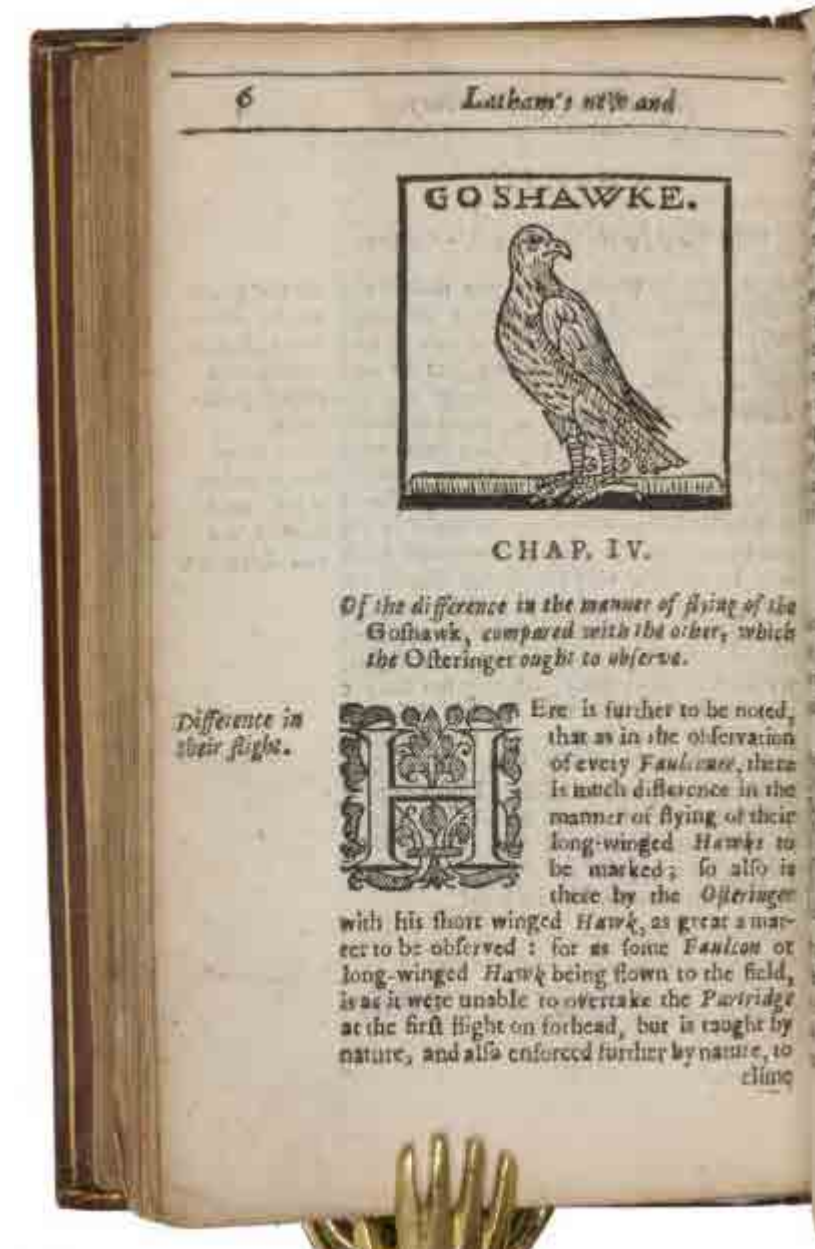 6 Latham's new and
GOSHAWKE.
CHAP. IV.
Of the difference in the manner of flying of the
Goſhawk, compared with the other, which
the Oſteringer ought to obſerve.
Difference in
their flight.
HEre is further to be noted,
that as in the obſervation
of every Faulconer, there
is much difference in the
manner of flying of their
long-winged Hawks to
be marked; ſo alſo is
there by the Oſteringer
with his ſhort winged Hawk, as great a mat-
ter to be obſerved : for as ſome Faulcon or
long-winged Hawk being flown to the field,
is as it were unable to overtake the Partridge
at the firſt flight on forhead, but is taught by
nature, and alſo enforced further by nature, to
clime